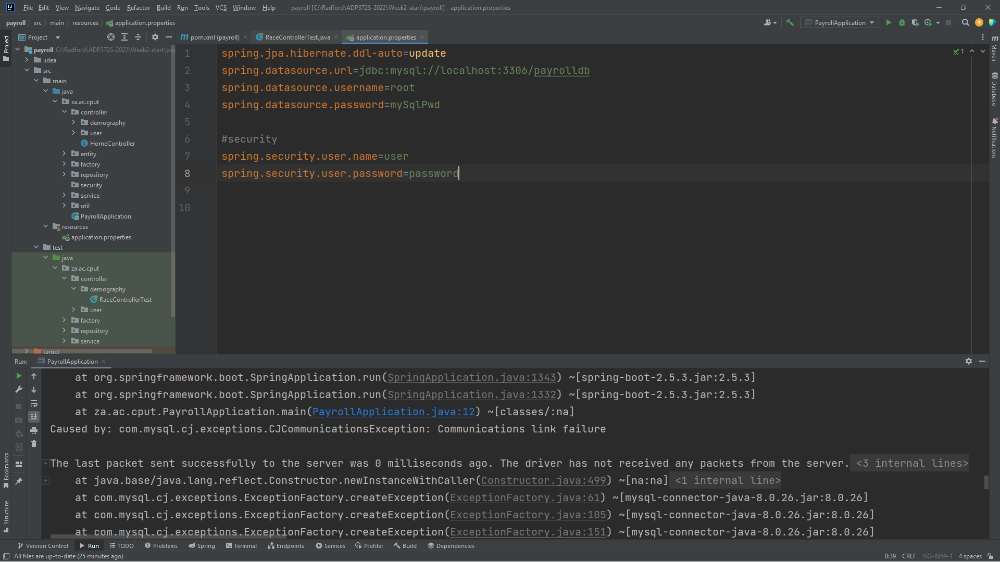 File Edit View Navigate Code Refactor Build Run Tools VCS Window Help payroll [C:\Radford\ADP372S-2022\Week2-start\payroll] - application.properties
payroll src main resources application.properties PayrollApplication
Project pom.xml (payroll) RaceControllerTest.java application.properties
payroll C:\Radford\ADP372S-2022\Week2-start\pay
.idea
src
main
java
za.ac.cput
controller
demography
user
HomeController
entity
factory
repository
security
service
util
PayrollApplication
resources
application.properties
test
java
za.ac.cput
controller
demography
RaceControllerTest
user
factory
repository
service
target
1 spring.jpa.hibernate.ddl-auto=update
2 spring.datasource.url=jdbc:mysql://localhost:3306/payrolldb
3 spring.datasource.username=root
4 spring.datasource.password=mySqlPwd
5
6 #security
7 spring.security.user.name=user
8 spring.security.user.password=password
9
10
1
Project
Bookmarks
Structure
Maven
Database
Notifications
Run: PayrollApplication
at org.springframework.boot.SpringApplication.run(SpringApplication.java:1343) ~[spring-boot-2.5.3.jar:2.5.3]
at org.springframework.boot.SpringApplication.run(SpringApplication.java:1332) ~[spring-boot-2.5.3.jar:2.5.3]
at za.ac.cput.PayrollApplication.main(PayrollApplication.java:12) ~[classes/:na]
Caused by: com.mysql.cj.exceptions.CJCommunicationsException: Communications link failure
The last packet sent successfully to the server was 0 milliseconds ago. The driver has not received any packets from the server. <3 internal lines>
at java.base/java.lang.reflect.Constructor.newInstanceWithCaller(Constructor.java:499) ~[na:na] <1 internal line>
at com.mysql.cj.exceptions.ExceptionFactory.createException(ExceptionFactory.java:61) ~[mysql-connector-java-8.0.26.jar:8.0.26]
at com.mysql.cj.exceptions.ExceptionFactory.createException(ExceptionFactory.java:105) ~[mysql-connector-java-8.0.26.jar:8.0.26]
at com.mysql.cj.exceptions.ExceptionFactory.createException(ExceptionFactory.java:151) ~[mysql-connector-java-8.0.26.jar:8.0.26]
Version Control Run TODO Problems Spring Terminal Endpoints Services Profiler Build Dependencies
All files are up-to-date (25 minutes ago) 8:39 CRLF ISO-8859-1 4 spaces